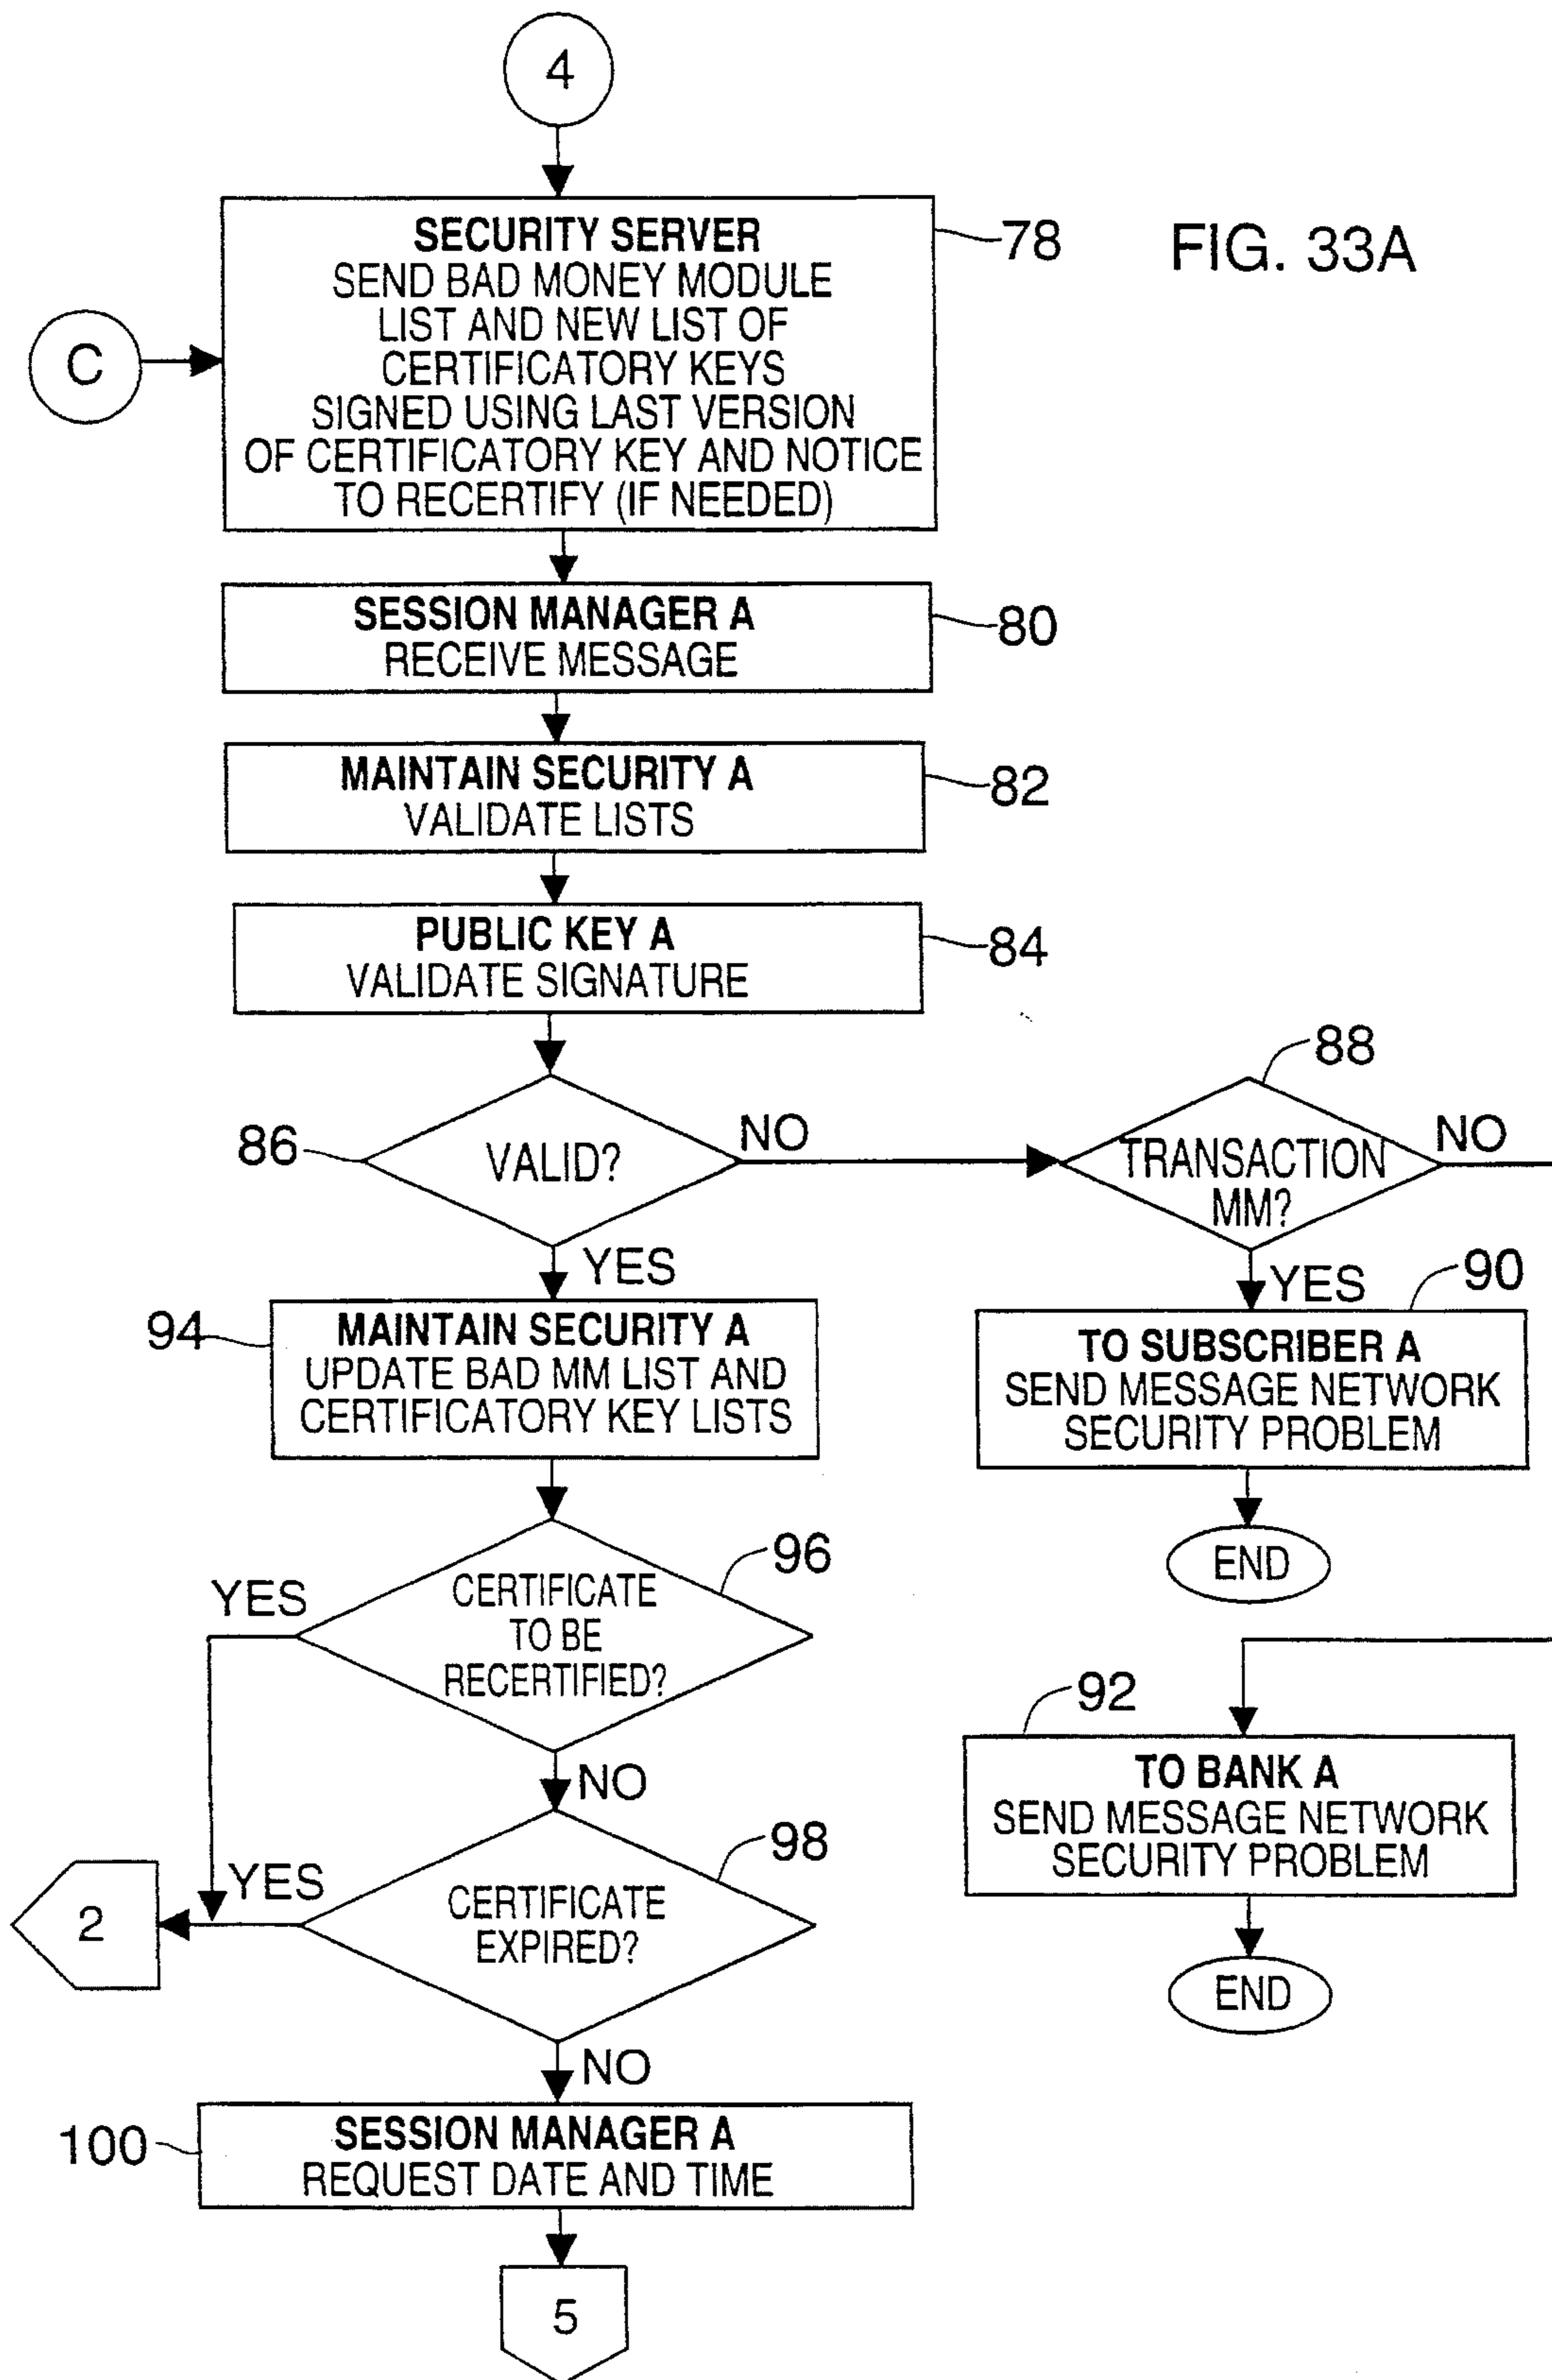 4
SECURITY SERVER
SEND BAD MONEY MODULE
LIST AND NEW LIST OF
CERTIFICATORY KEYS
SIGNED USING LAST VERSION
OF CERTIFICATORY KEY AND NOTICE
TO RECERTIFY (IF NEEDED)
78
FIG. 33A
C
SESSION MANAGER A
RECEIVE MESSAGE
80
MAINTAIN SECURITY A
VALIDATE LISTS
82
PUBLIC KEY A
VALIDATE SIGNATURE
84
86
VALID?
NO
88
TRANSACTION
MM?
NO
YES
YES
90
94
MAINTAIN SECURITY A
UPDATE BAD MM LIST AND
CERTIFICATORY KEY LISTS
TO SUBSCRIBER A
SEND MESSAGE NETWORK
SECURITY PROBLEM
END
96
YES
CERTIFICATE
TO BE
RECERTIFIED?
NO
92
TO BANK A
SEND MESSAGE NETWORK
SECURITY PROBLEM
END
98
YES
CERTIFICATE
EXPIRED?
2
NO
100
SESSION MANAGER A
REQUEST DATE AND TIME
5